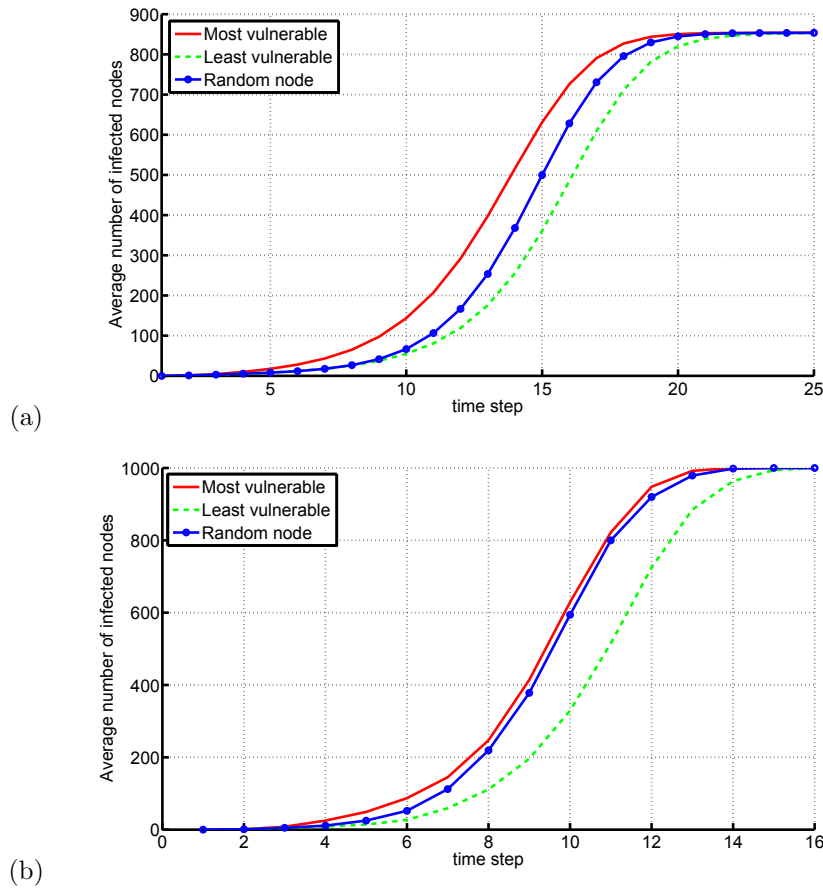 900
800
700
600
500
400
300
200
100
0
Average number of infected nodes
Most vulnerable
Least vulnerable
Random node
5 10 15 20 25
time step
(a)
1000
800
600
400
200
0
Average number of infected nodes
Most vulnerable
Least vulnerable
Random node
0 2 4 6 8 10 12 14 16
time step
(b)